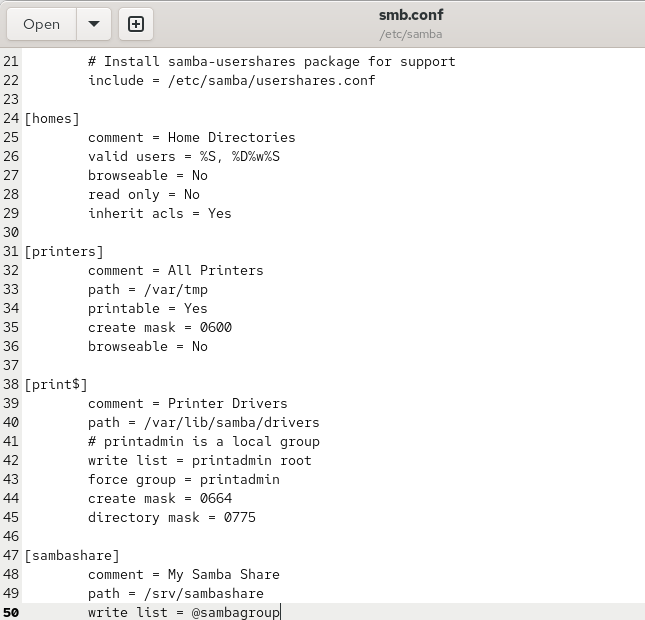 Open
smb.conf
/etc/samba
21 # Install samba-usershares package for support
22 include = /etc/samba/usershares.conf
23
24 [homes]
25 comment = Home Directories
26 valid users = %S, %D%w%S
27 browseable = No
28 read only = No
29 inherit acls = Yes
30
31 [printers]
32 comment = All Printers
33 path = /var/tmp
34 printable = Yes
35 create mask = 0600
36 browseable = No
37
38 [print$]
39 comment = Printer Drivers
40 path = /var/lib/samba/drivers
41 # printadmin is a local group
42 write list = printadmin root
43 force group = printadmin
44 create mask = 0664
45 directory mask = 0775
46
47 [sambashare]
48 comment = My Samba Share
49 path = /srv/sambashare
50 write list = @sambagroup